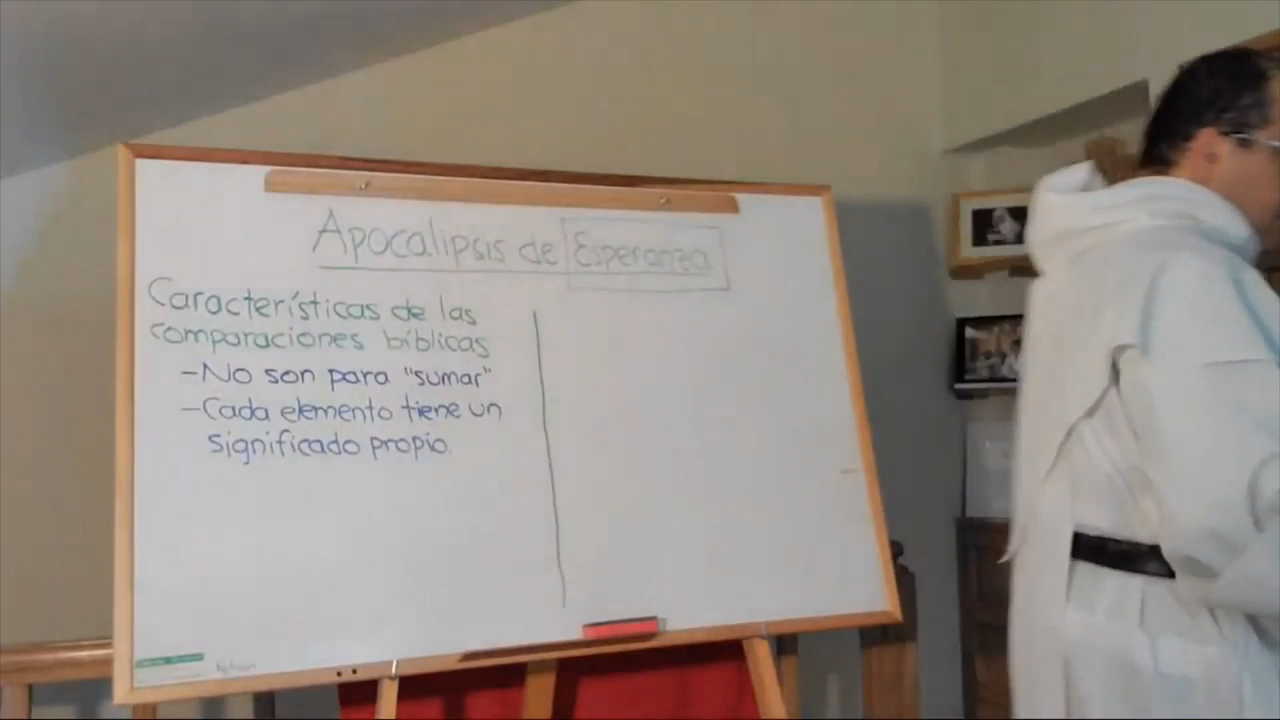 Apocalipsis de Esperanza
Características de las
comparaciones bíblicas
-No son para "sumar"
-Cada elemento tiene un
significado propio.